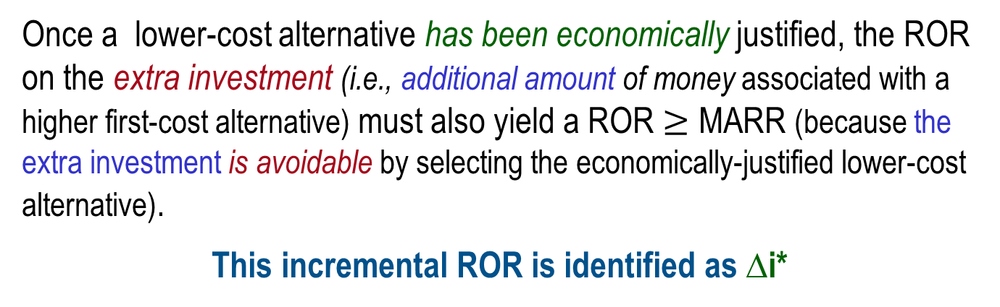 Once a  lower-cost alternative has been economically justified, the ROR
on the extra investment (i.e., additional amount of money associated with a
higher first-cost alternative) must also yield a ROR ≥ MARR (because the
extra investment is avoidable by selecting the economically-justified lower-cost
alternative).
This incremental ROR is identified as Δi*